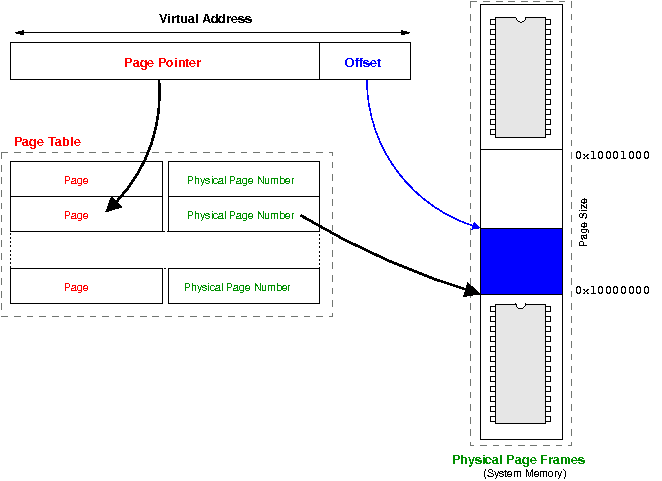 Virtual Address
Page Pointer
Offset
Page Table
Page
Physical Page Number
Page
Physical Page Number
Page
Physical Page Number
0x10001000
Page Size
0x10000000
Physical Page Frames
(System Memory)